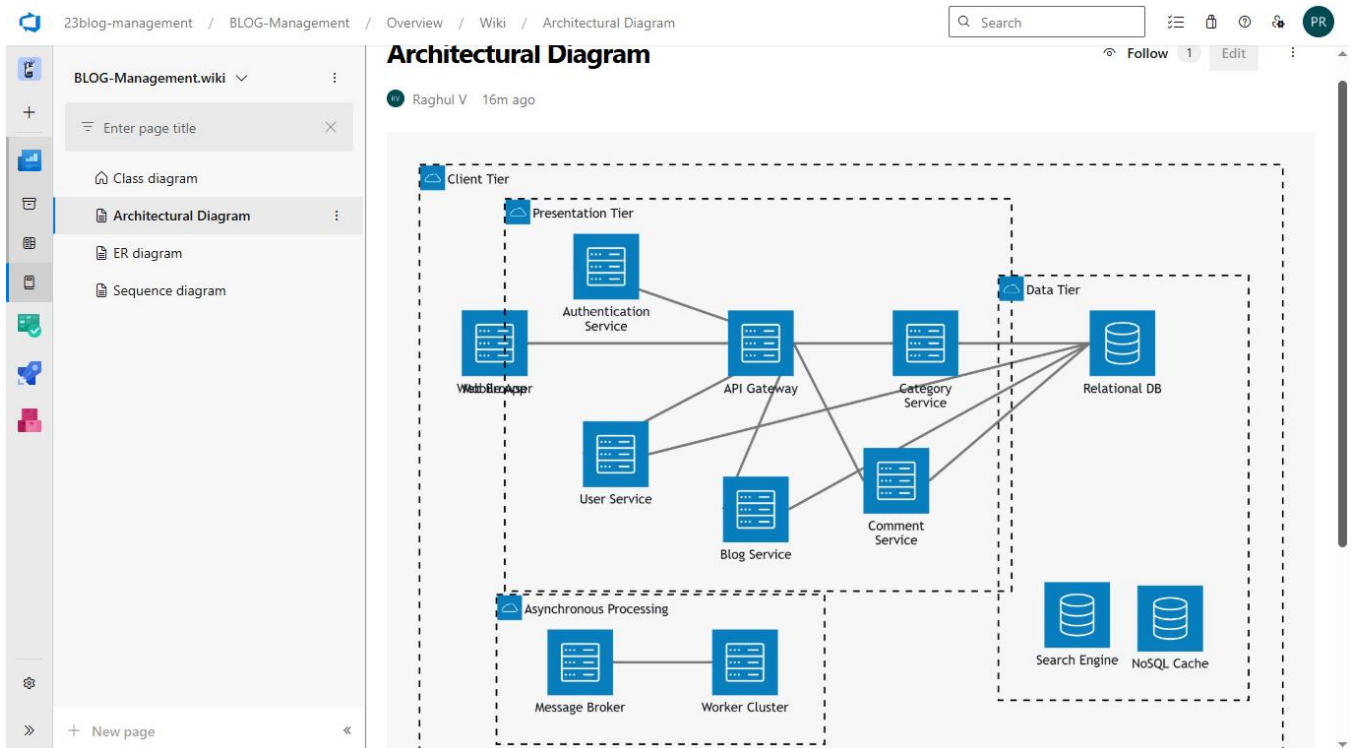 23blog-management / BLOG-Management / Overview / Wiki / Architectural Diagram
Search
PR
BLOG-Management.wiki
Enter page title
Class diagram
Architectural Diagram
ER diagram
Sequence diagram
New page
Architectural Diagram
Follow 1 Edit
RV Raghul V 16m ago
Client Tier
Presentation Tier
Authentication
Service
Data Tier
API Gateway
Category
Service
Relational DB
User Service
Blog Service
Comment
Service
Asynchronous Processing
Message Broker
Worker Cluster
Search Engine
NoSQL Cache